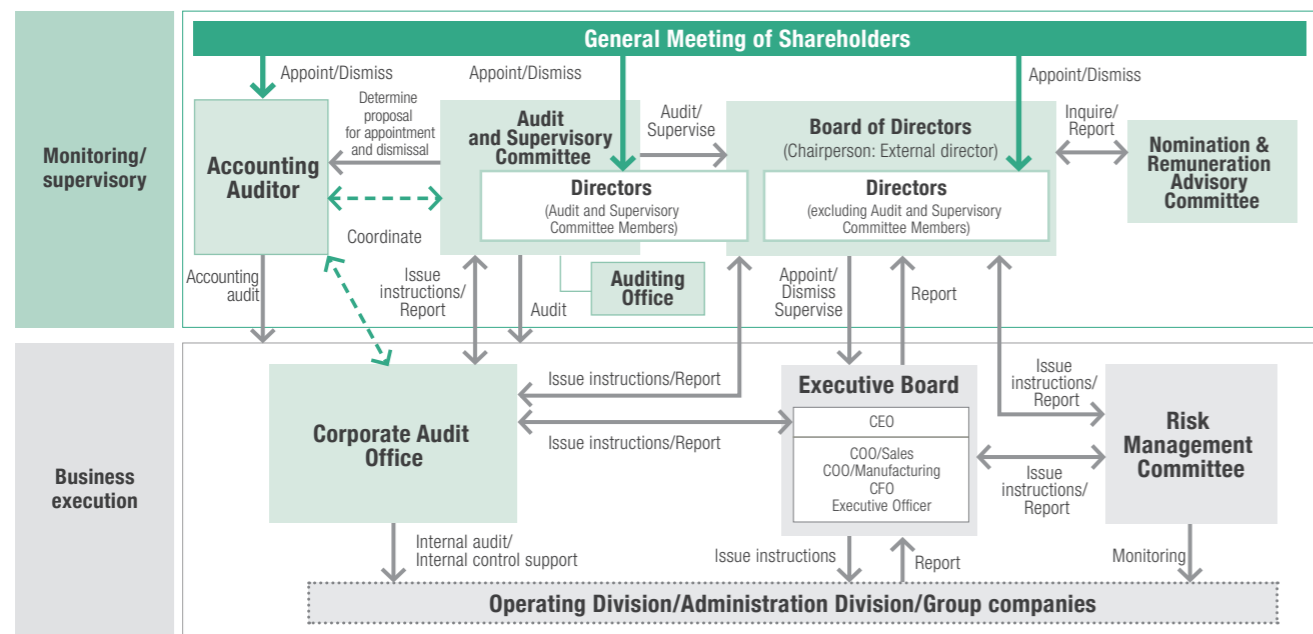 General Meeting of Shareholders
Monitoring/
supervisory
Appoint/Dismiss
Appoint/Dismiss
Appoint/Dismiss
Accounting
Auditor
Determine
proposal
for appointment
and dismissal
Audit
and Supervisory
Committee
Directors
(Audit and Supervisory
Committee Members)
Audit/
Supervise
Board of Directors
(Chairperson: External director)
Directors
(excluding Audit and Supervisory
Committee Members)
Inquire/
Report
Nomination &
Remuneration
Advisory
Committee
Coordinate
Accounting
audit
Issue
instructions/
Report
Audit
Auditing
Office
Appoint/
Dismiss
Supervise
Report
Business
execution
Corporate Audit
Office
Issue instructions/Report
Issue instructions/Report
Executive Board
CEO
COO/Sales
COO/Manufacturing
CFO
Executive Officer
Issue
instructions/
Report
Issue
instructions/
Report
Risk
Management
Committee
Internal audit/
Internal control support
Issue instructions
Report
Monitoring
Operating Division/Administration Division/Group companies